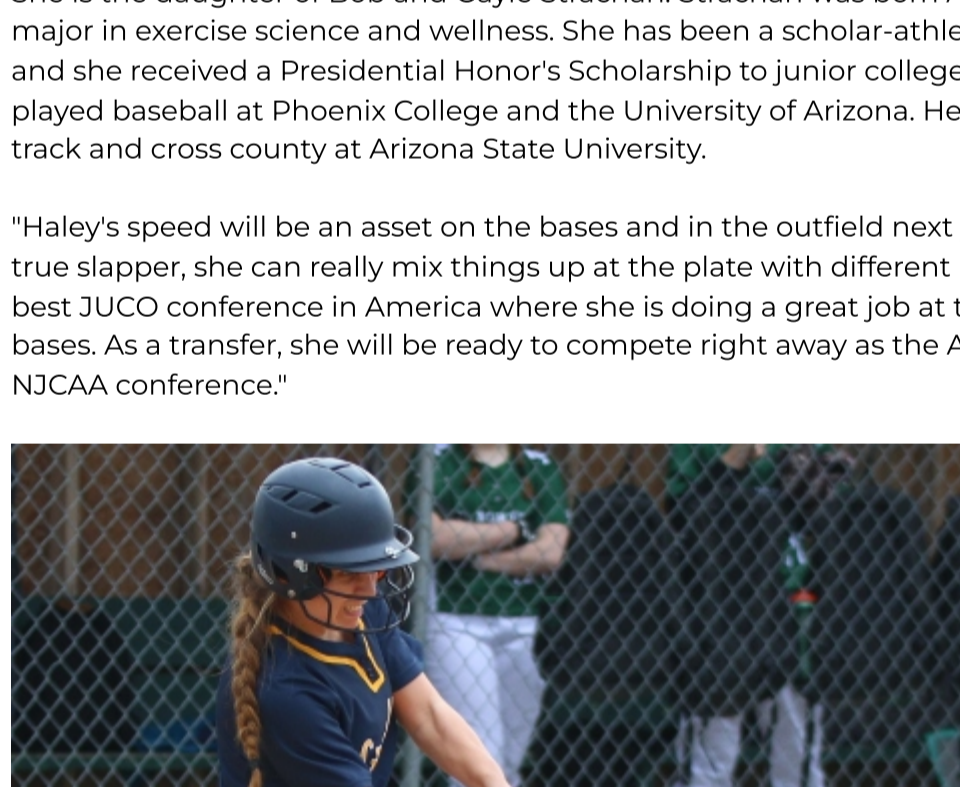 major in exercise science and wellness. She has been a scholar-athle
and she received a Presidential Honor's Scholarship to junior college
played baseball at Phoenix College and the University of Arizona. He
track and cross county at Arizona State University.
"Haley's speed will be an asset on the bases and in the outfield next
true slapper, she can really mix things up at the plate with different
best JUCO conference in America where she is doing a great job at t
bases. As a transfer, she will be ready to compete right away as the A
NJCAA conference."